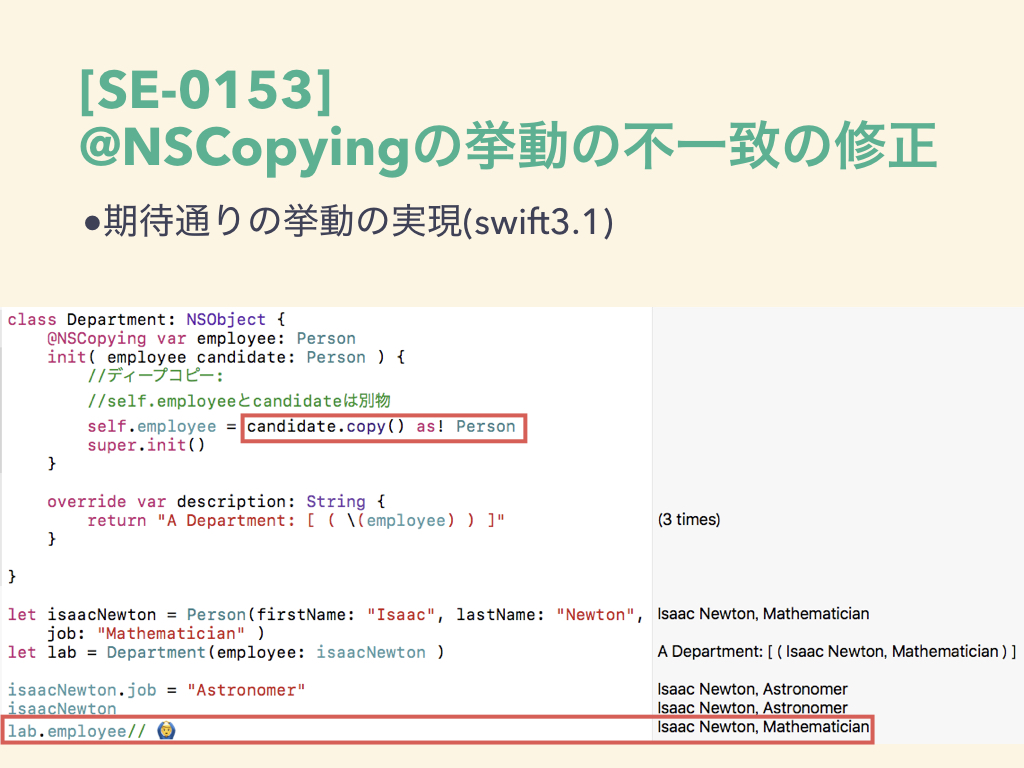 [SE-0153]
@NSCopyingの挙動の不一致の修正
●期待通りの挙動の実現(swift3.1)
class Department: NSObject {
@NSCopying var employee: Person
init( employee candidate: Person ) {
//ディープコピー:
//self.employeeとcandidateは別物
self.employee = candidate.copy() as! Person
super.init()
}
override var description: String {
return "A Department: [ ( \(employee) ) ]" (3 times)
}
}
let isaacNewton = Person(firstName: "Isaac", lastName: "Newton", Isaac Newton, Mathematician
job: "Mathematician" )
let lab = Department(employee: isaacNewton ) A Department: [ ( Isaac Newton, Mathematician ) ]
isaacNewton.job = "Astronomer" Isaac Newton, Astronomer
isaacNewton Isaac Newton, Astronomer
lab.employee// 🙆‍♂️ Isaac Newton, Mathematician